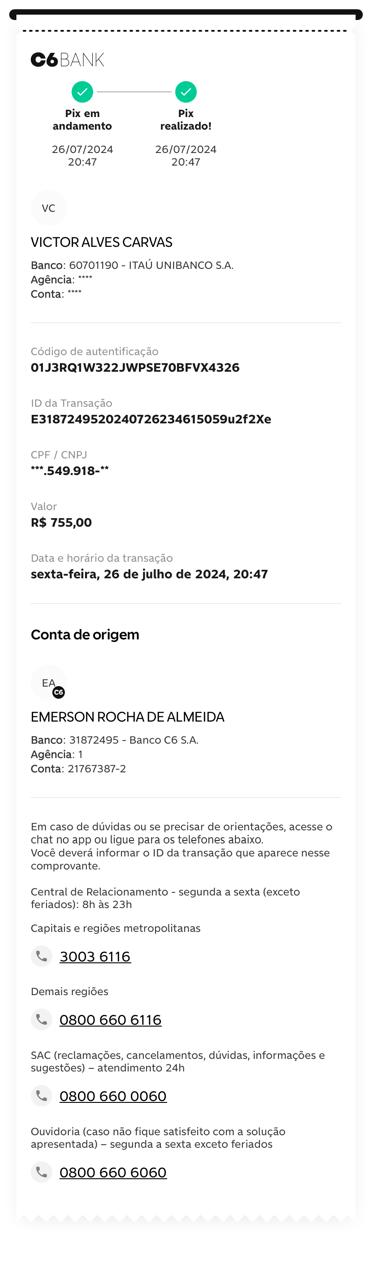 C6 BANK
Pix em
andamento
26/07/2024
20:47
Pix
realizado!
26/07/2024
20:47
VC
VICTOR ALVES CARVAS
Banco: 60701190 - ITAÚ UNIBANCO S.A.
Agência: ****
Conta: ****
Código de autentificação
01J3RQ1W322JWPSE70BFVX4326
ID da Transação
E3187249520240726234615059u2f2Xe
CPF / CNPJ
***.549.918-**
Valor
R$ 755,00
Data e horário da transação
sexta-feira, 26 de julho de 2024, 20:47
Conta de origem
EA
C6
EMERSON ROCHA DE ALMEIDA
Banco: 31872495 - Banco C6 S.A.
Agência: 1
Conta: 21767387-2
Em caso de dúvidas ou se precisar de orientações, acesse o
chat no app ou ligue para os telefones abaixo.
Você deverá informar o ID da transação que aparece nesse
comprovante.
Central de Relacionamento - segunda a sexta (exceto
feriados): 8h às 23h
Capitais e regiões metropolitanas
3003 6116
Demais regiões
0800 660 6116
SAC (reclamações, cancelamentos, dúvidas, informações e
sugestões) – atendimento 24h
0800 660 0060
Ouvidoria (caso não fique satisfeito com a solução
apresentada) – segunda a sexta exceto feriados
0800 660 6060